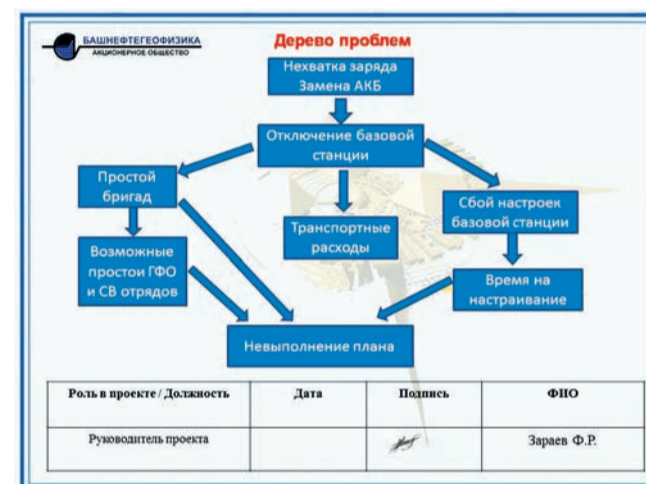 БАШНЕФТЕГЕОФИЗИКА
АКЦИОНЕРНОЕ ОБЩЕСТВО
Дерево проблем
Нехватка заряда
Замена АКБ
Отключение базовой
станции
Простой
бригад
Сбой настроек
базовой станции
Транспортные
расходы
Возможные
простои ГФО
и СВ отрядов
Время на
настраивание
Невыполнение плана
Роль в проекте / Должность Дата Подпись ФИО
Руководитель проекта Зараев Ф.Р.